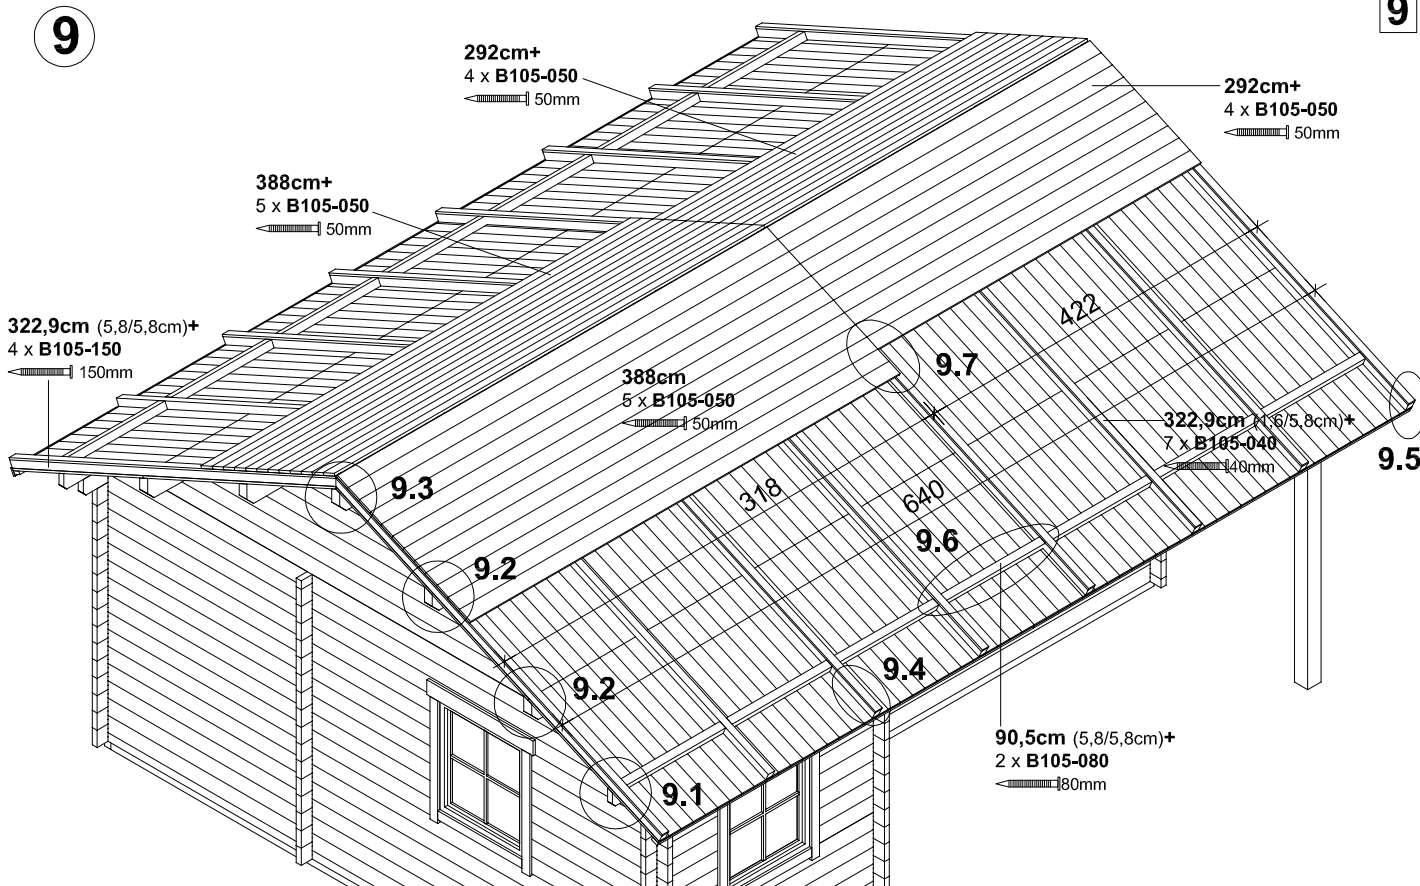 9
9
292cm+
4 x B105-050
50mm
292cm+
4 x B105-050
50mm
388cm+
5 x B105-050
50mm
322,9cm (5,8/5,8cm)+
4 x B105-150
150mm
422
9.7
388cm
5 x B105-050
50mm
322,9cm (1,6/5,8cm)+
7 x B105-040
40mm
9.5
9.3
318
640
9.6
9.2
9.4
9.2
90,5cm (5,8/5,8cm)+
2 x B105-080
80mm
9.1